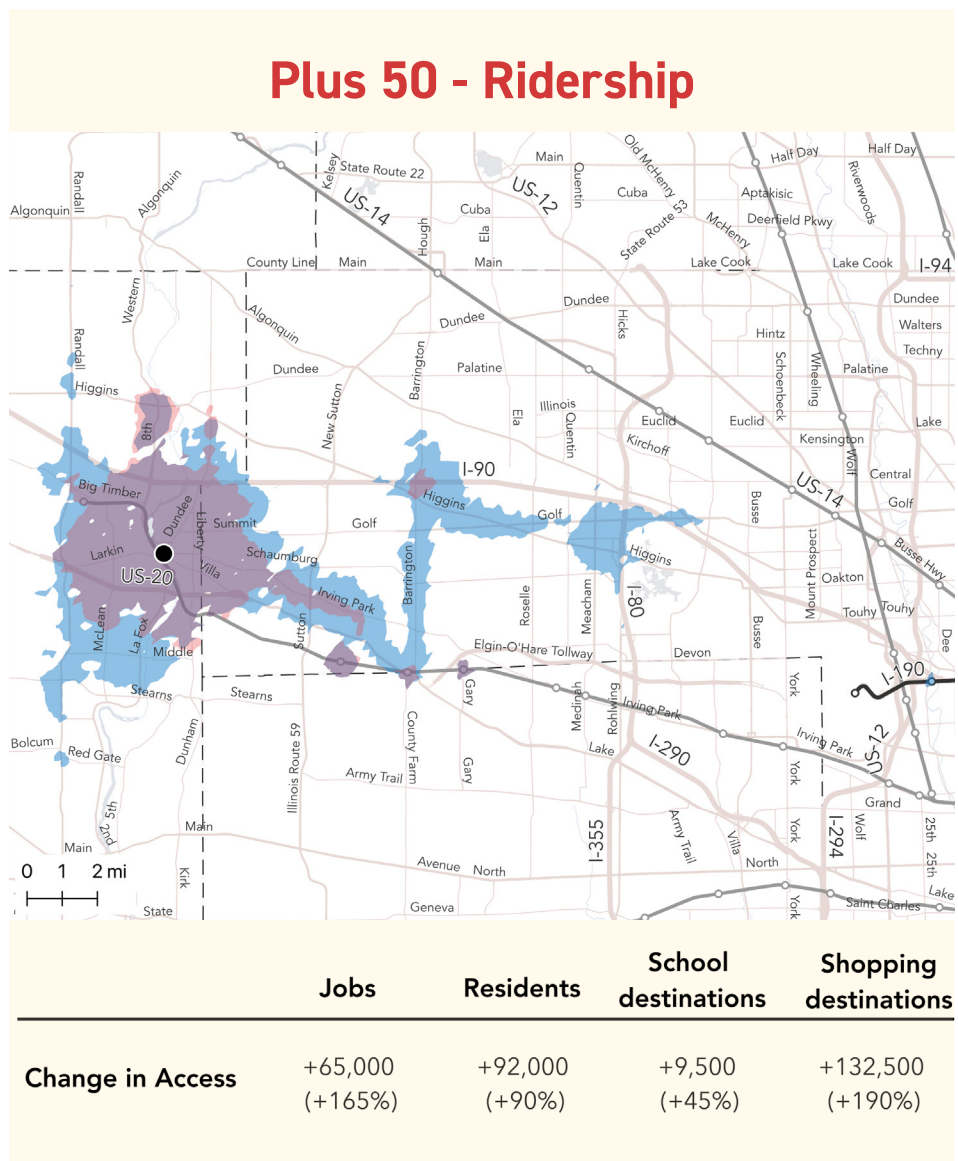 Plus 50 - Ridership
Half Day
Half Day
Old McHenry
Main
Quentin
Kelsey
State Route 22
Randall
Algonquin
US-12
Cuba
Aptakisic
Riverwoods
US-14
Cuba
State Route 53
McHenry
Deerfield Pkwy
Algonquin
Hough
Ela
County Line
Main
Main
Lake Cook
Lake Cook
I-94
Western
Dundee
Dundee
Algonquin
Dundee
Hicks
Walters
Hintz
Randall
Techny
Dundee
Barrington
Palatine
Schoenbeck
Wheeling
Palatine
Higgins
New Sutton
Ela
Illinois
Quentin
Euclid
Euclid
Lake
8th
Kirchoff
Kensington
Wolf
I-90
Central
Big Timber
Higgins
US-14
Golf
Dundee
Liberty
Summit
Golf
Golf
Busse
Larkin
Schaumburg
Higgins
Mount Prospect
Busse Hwy
US-20
Villa
Barrington
Oakton
Irving Park
Roselle
Meacham
I-80
Touhy
Touhy
McLean
La Fox
Sutton
Busse
Dee
Middle
Elgin-O'Hare Tollway
Devon
I-190
Stearns
Stearns
Gary
Medinah
Rohlwing
York
Irving Park
Bolcum
Red Gate
Dunham
Illinois Route 59
County Farm
Lake
I-290
Irving Park
US-12
Gary
Army Trail
York
5th
2nd
Grand
Main
Main
I-355
Army Trail
Villa
York
I-294
Wolf
25th
25th
0 1 2 mi
Kirk
Avenue North
North
Lake
State
Geneva
York
Saint Charles
Jobs
Residents
School
destinations
Shopping
destinations
Change in Access
+65,000
(+165%)
+92,000
(+90%)
+9,500
(+45%)
+132,500
(+190%)